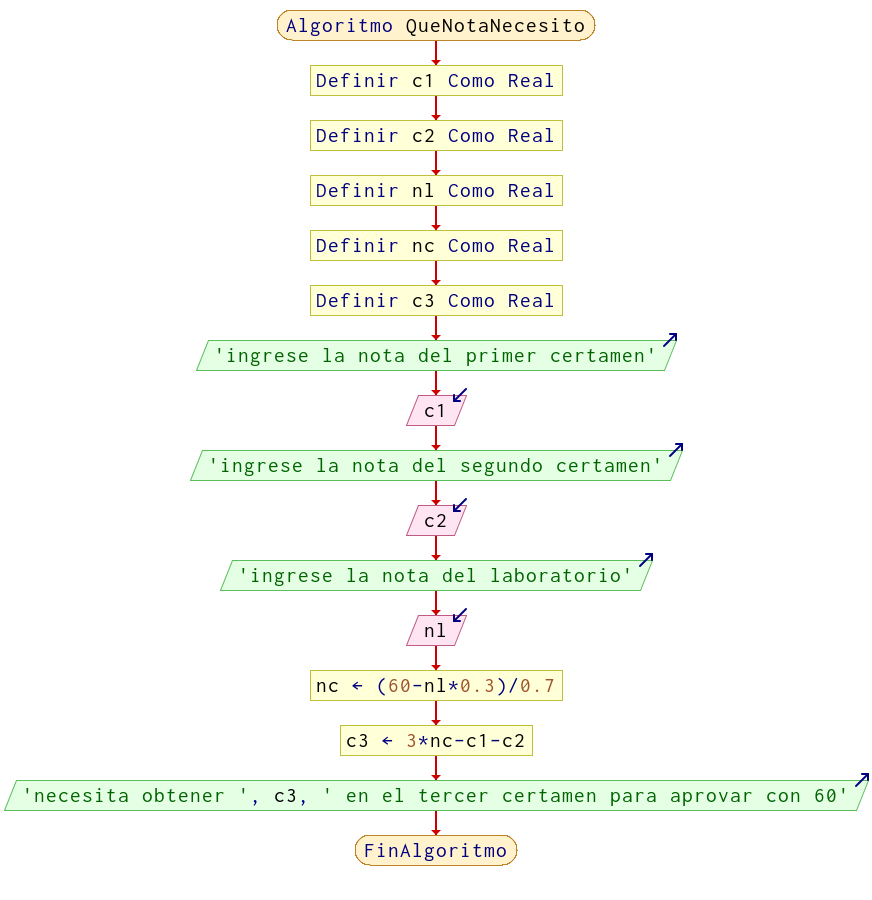 Algoritmo QueNotaNecesito
Definir c1 Como Real
Definir c2 Como Real
Definir nl Como Real
Definir nc Como Real
Definir c3 Como Real
'ingrese la nota del primer certamen'
c1
'ingrese la nota del segundo certamen'
c2
'ingrese la nota del laboratorio'
nl
nc ← (60-nl*0.3)/0.7
c3 ← 3*nc-c1-c2
'necesita obtener ', c3, ' en el tercer certamen para aprovar con 60'
FinAlgoritmo